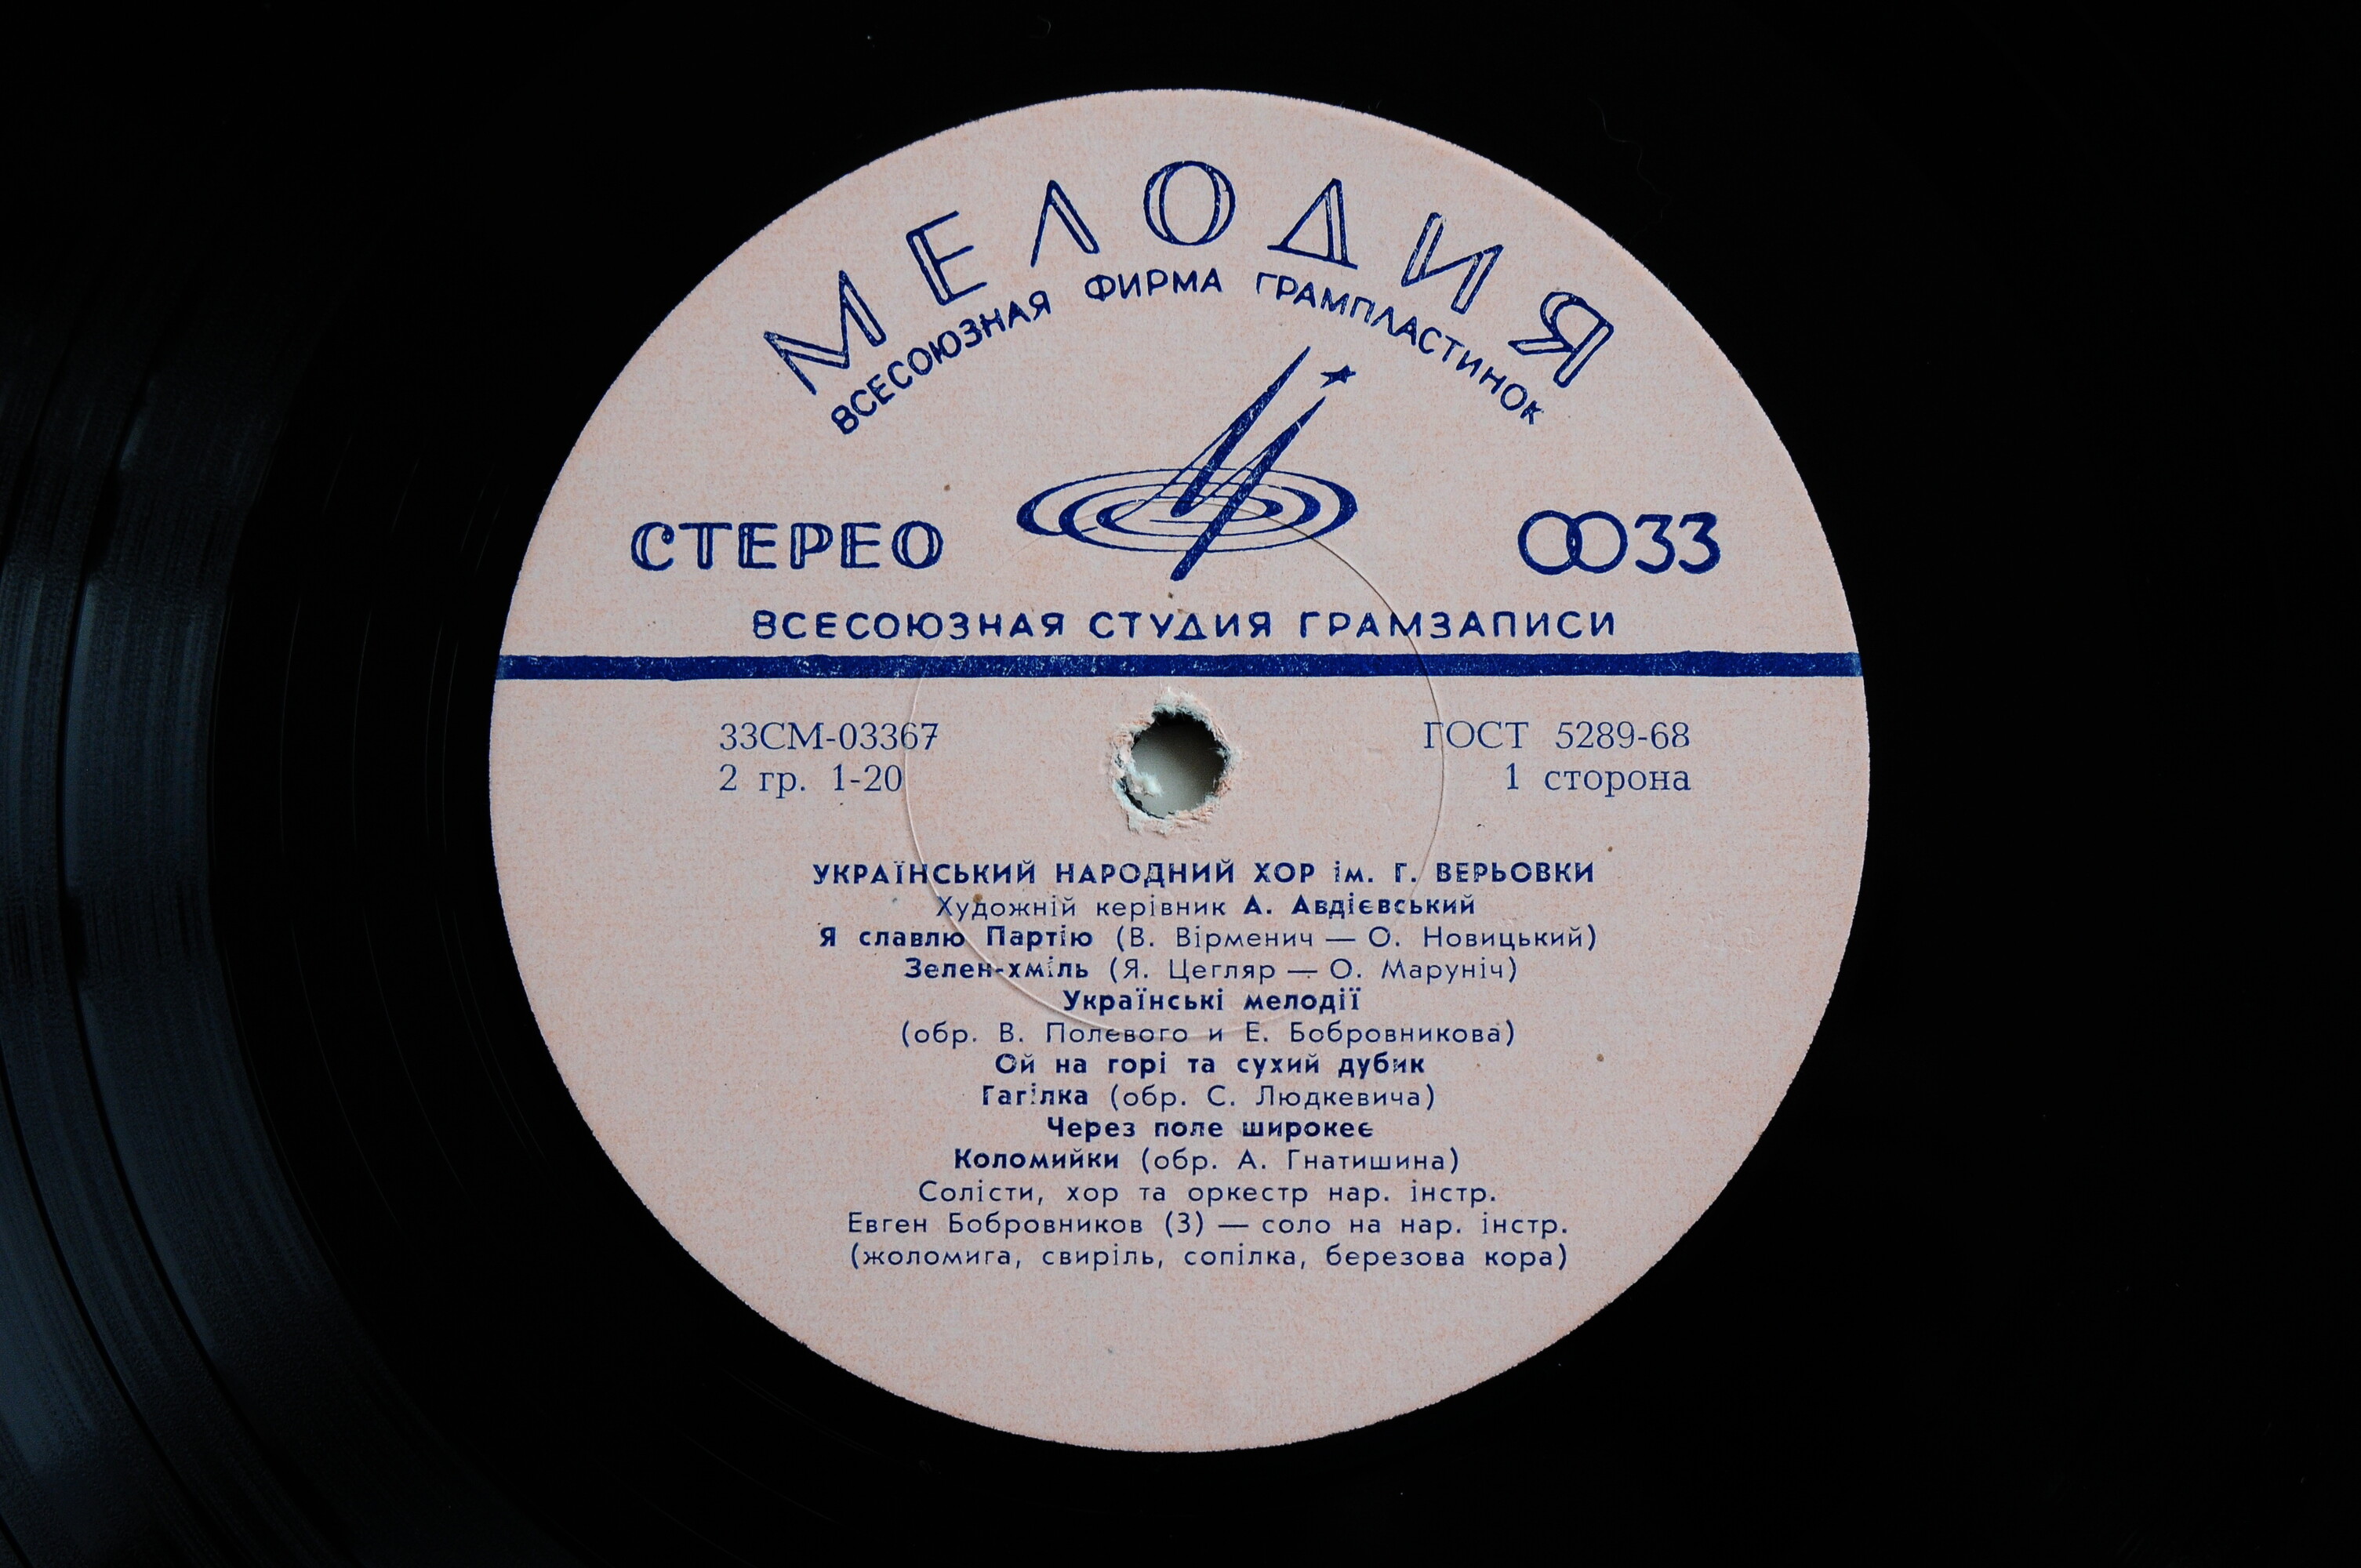 МЕЛОДИЯ
ВСЕСОЮЗНАЯ ФИРМА ГРАМПЛАСТИНОК
СТЕРЕО 33
ВСЕСОЮЗНАЯ СТУДИЯ ГРАМЗАПИСИ
33СМ-03367 ГОСТ 5289-68
2 гр. 1-20 1 сторона
УКРАЇНСЬКИЙ НАРОДНИЙ ХОР ім. Г. ВЕРЬОВКИ
Художній керівник А. Авдієвський
Я славлю Партію (В. Вірменич — О. Новицький)
Зелен-хміль (Я. Цегляр — О. Маруніч)
Українські мелодії
(обр. В. Полевого и Е. Бобровникова)
Ой на горі та сухий дубик
Гагілка (обр. С. Людкевича)
Через поле широкеє
Коломийки (обр. А. Гнатишина)
Солісти, хор та оркестр нар. інстр.
Евген Бобровников (3) — соло на нар. інстр.
(жоломига, свиріль, сопілка, березова кора)